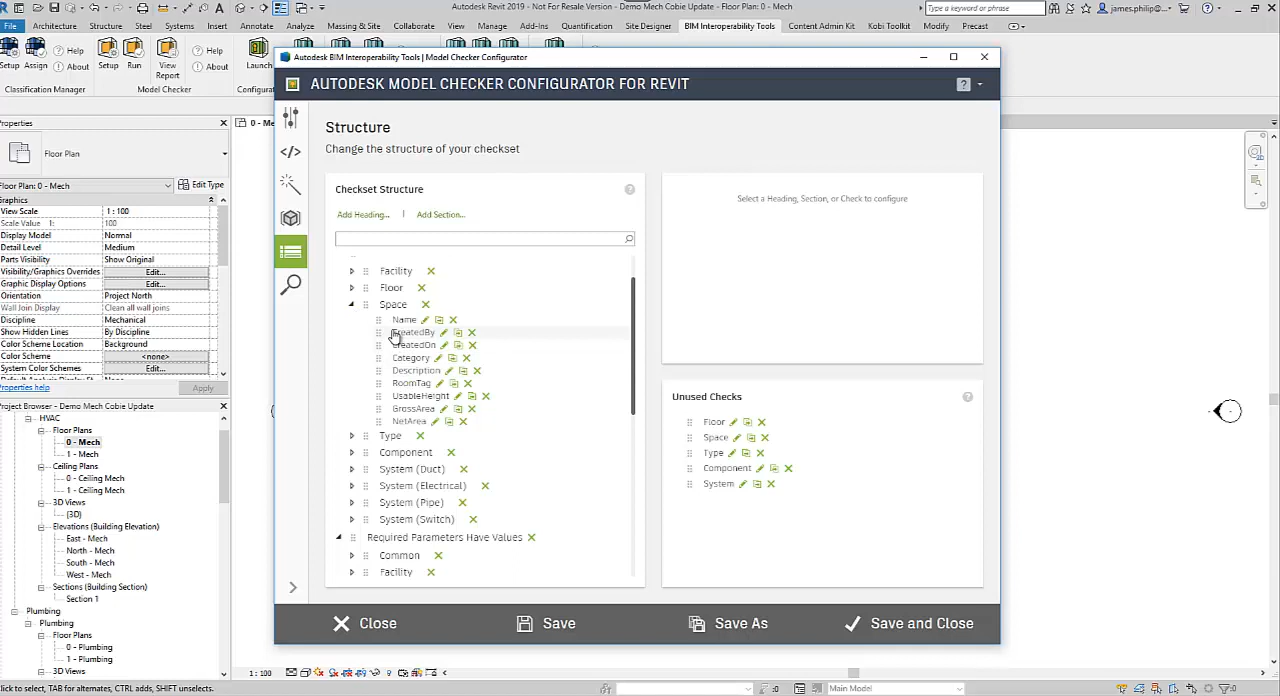 Autodesk Revit 2019 - Not For Resale Version - Demo Mech Cobie Update - Floor Plan: 0 - Mech
Type a keyword or phrase
james.philip@...
File Architecture Structure Steel Systems Insert Annotate Analyze Massing & Site Collaborate View Manage Add-Ins Quantification Site Designer BIM Interoperability Tools Content Admin Kit Kobi Toolkit Modify Precast
Help
About
Setup Assign
Classification Manager
Setup Run View Report
Help
About
Model Checker
Launch
Configurat
Autodesk BIM Interoperability Tools | Model Checker Configurator
AUTODESK MODEL CHECKER CONFIGURATOR FOR REVIT
Structure
Change the structure of your checkset
Checkset Structure
Add Heading... | Add Section...
Facility
Floor
Space
Name
CreatedBy
CreatedOn
Category
Description
RoomTag
UsableHeight
GrossArea
NetArea
Type
Component
System (Duct)
System (Electrical)
System (Pipe)
System (Switch)
Required Parameters Have Values
Common
Facility
Select a Heading, Section, or Check to configure
Unused Checks
Floor
Space
Type
Component
System
Close
Save
Save As
Save and Close
Properties
Floor Plan
Floor Plan: 0 - Mech
Edit Type
Graphics
View Scale 1 : 100
Scale Value 1: 100
Display Model Normal
Detail Level Medium
Parts Visibility Show Original
Visibility/Graphics Overrides Edit...
Graphic Display Options Edit...
Orientation Project North
Wall Join Display Clean all wall joins
Discipline Mechanical
Show Hidden Lines By Discipline
Color Scheme Location Background
Color Scheme <none>
System Color Schemes Edit...
Properties help
Apply
Project Browser - Demo Mech Cobie Update
HVAC
Floor Plans
0 - Mech
1 - Mech
Ceiling Plans
0 - Ceiling Mech
1 - Ceiling Mech
3D Views
(3D)
Elevations (Building Elevation)
East - Mech
North - Mech
South - Mech
West - Mech
Sections (Building Section)
Section 1
Plumbing
Plumbing
Floor Plans
0 - Plumbing
1 - Plumbing
3D Views
0 - Me
1 : 100
Click to select, TAB for alternates, CTRL adds, SHIFT unselects.
:0
Main Model
:0